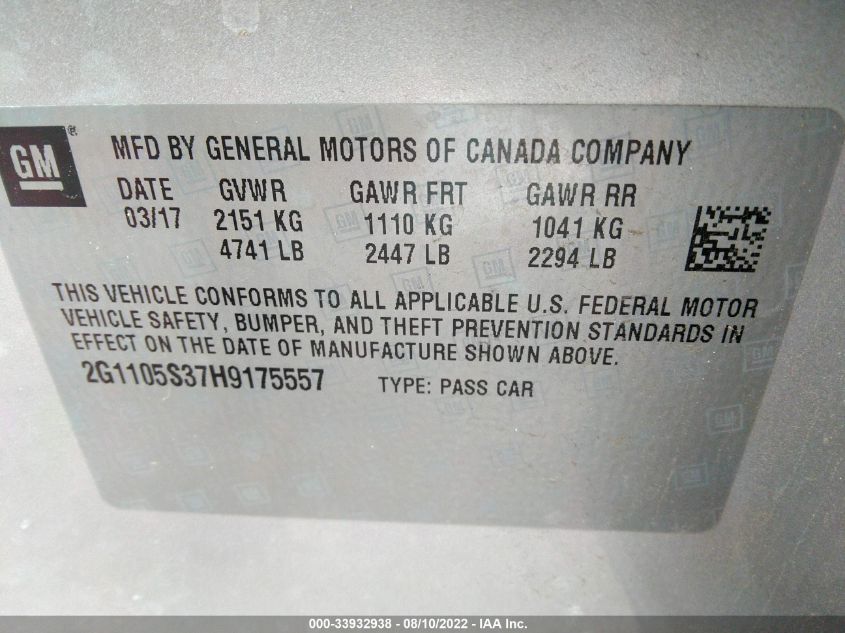 GM®
MFD BY GENERAL MOTORS OF CANADA COMPANY
DATE GVWR GAWR FRT GAWR RR
03/17 2151 KG 1110 KG 1041 KG
4741 LB 2447 LB 2294 LB
THIS VEHICLE CONFORMS TO ALL APPLICABLE U.S. FEDERAL MOTOR
VEHICLE SAFETY, BUMPER, AND THEFT PREVENTION STANDARDS IN
EFFECT ON THE DATE OF MANUFACTURE SHOWN ABOVE.
2G1105S37H9175557 TYPE: PASS CAR
000-33932938 - 08/10/2022 - IAA Inc.